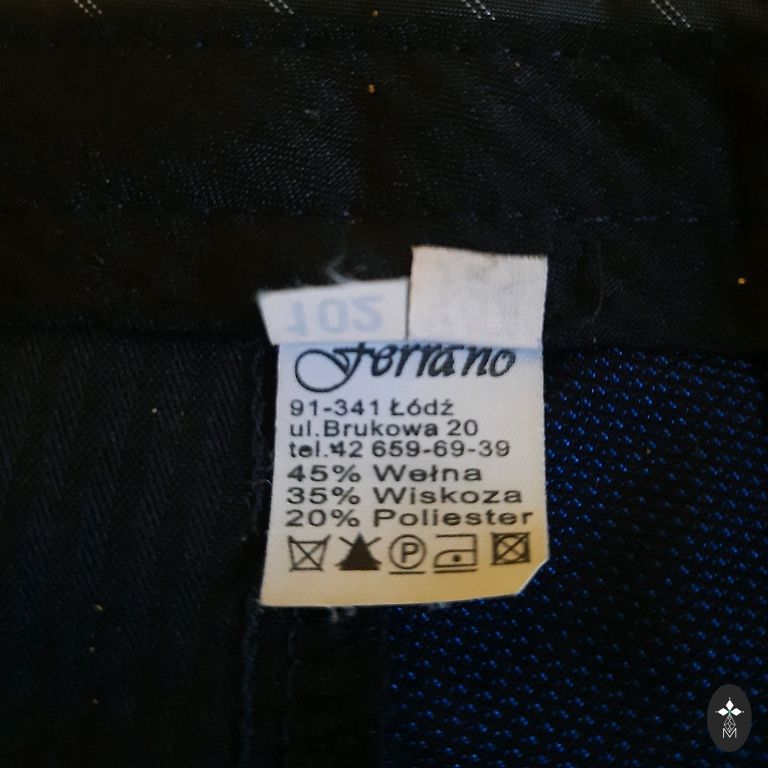 102
Ferrano
91-341 Łódź
ul.Brukowa 20
tel.42 659-69-39
45% Wełna
35% Wiskoza
20% Poliester
P
M